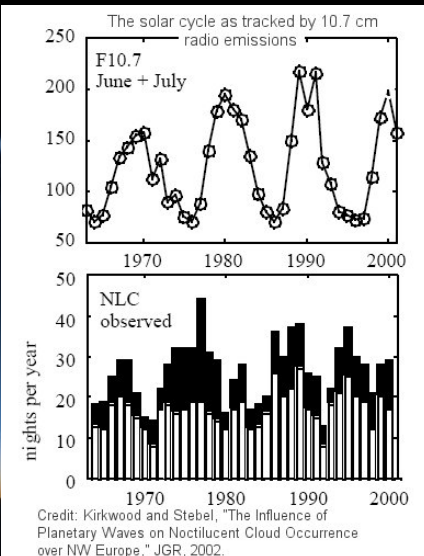 The solar cycle as tracked by 10.7 cm
radio emissions
250
F10.7
June + July
200
150
100
50
1970
1980
1990
2000
50
NLC
observed
40
30
20
10
0
nights per year
1970
1980
1990
2000
Credit: Kirkwood and Stebel, "The Influence of
Planetary Waves on Noctilucent Cloud Occurrence
over NW Europe," JGR, 2002.